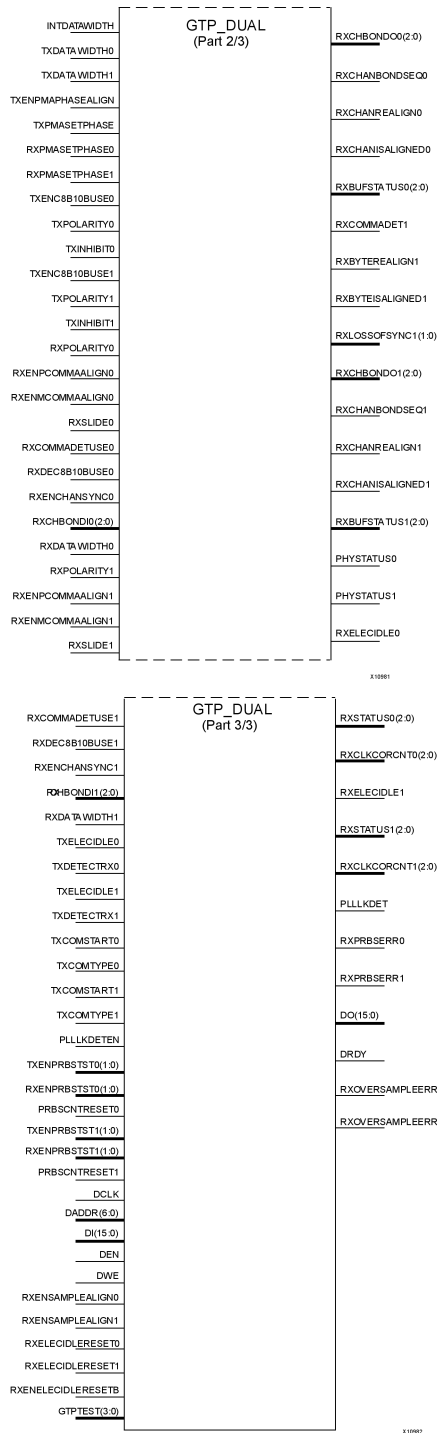 GTP_DUAL
(Part 2/3)
INTDATAWIDTH
TXDATAWIDTH0
TXDATAWIDTH1
TXENPMAPHASEALIGN
TXPMASETPHASE
RXPMASETPHASE0
RXPMASETPHASE1
TXENC8B10BUSE0
TXPOLARITY0
TXINHIBIT0
TXENC8B10BUSE1
TXPOLARITY1
TXINHIBIT1
RXPOLARITY0
RXENPCOMMAALIGN0
RXENMCOMMAALIGN0
RXSLIDE0
RXCOMMADETUSE0
RXDEC8B10BUSE0
RXENCHANSYNC0
RXCHBONDI0(2:0)
RXDATAWIDTH0
RXPOLARITY1
RXENPCOMMAALIGN1
RXENMCOMMAALIGN1
RXSLIDE1
RXCHBONDO0(2:0)
RXCHANBONDSEQ0
RXCHANREALIGN0
RXCHANISALIGNED0
RXBUFSTATUS0(2:0)
RXCOMMADET1
RXBYTEREALIGN1
RXBYTEISALIGNED1
RXLOSSOFSYNC1(1:0)
RXCHBONDO1(2:0)
RXCHANBONDSEQ1
RXCHANREALIGN1
RXCHANISALIGNED1
RXBUFSTATUS1(2:0)
PHYSTATUS0
PHYSTATUS1
RXELECIDLE0
X10981
GTP_DUAL
(Part 3/3)
RXCOMMADETUSE1
RXDEC8B10BUSE1
RXENCHANSYNC1
RXCHBONDI1(2:0)
RXDATAWIDTH1
TXELECIDLE0
TXDETECTRX0
TXELECIDLE1
TXDETECTRX1
TXCOMSTART0
TXCOMTYPE0
TXCOMSTART1
TXCOMTYPE1
PLLLKDETEN
TXENPRBSTST0(1:0)
RXENPRBSTST0(1:0)
PRBSCNTRESET0
TXENPRBSTST1(1:0)
RXENPRBSTST1(1:0)
PRBSCNTRESET1
DCLK
DADDR(6:0)
DI(15:0)
DEN
DWE
RXENSAMPLEALIGN0
RXENSAMPLEALIGN1
RXELECIDLERESET0
RXELECIDLERESET1
RXENELECIDLERESETB
GTPTEST(3:0)
RXSTATUS0(2:0)
RXCLKCORCNT0(2:0)
RXELECIDLE1
RXSTATUS1(2:0)
RXCLKCORCNT1(2:0)
PLLLKDET
RXPRBSERR0
RXPRBSERR1
DO(15:0)
DRDY
RXOVERSAMPLEERR
RXOVERSAMPLEERR
X10982